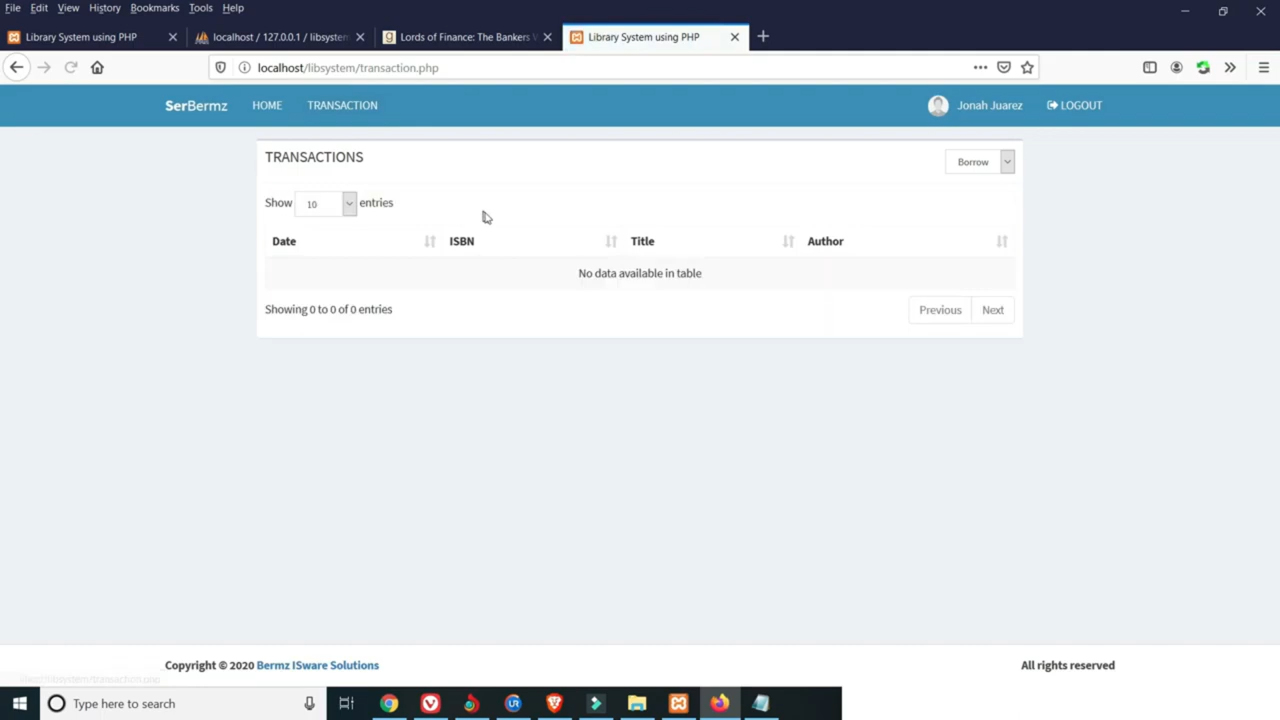 File Edit View History Bookmarks Tools Help
Library System using PHP
localhost / 127.0.0.1 / libsystem
Lords of Finance: The Bankers
Library System using PHP
localhost/libsystem/transaction.php
SerBermz HOME TRANSACTION Jonah Juarez LOGOUT
TRANSACTIONS Borrow
Show 10 entries
Date ISBN Title Author
No data available in table
Showing 0 to 0 of 0 entries Previous Next
Copyright © 2020 Bermz ISware Solutions All rights reserved
Type here to search